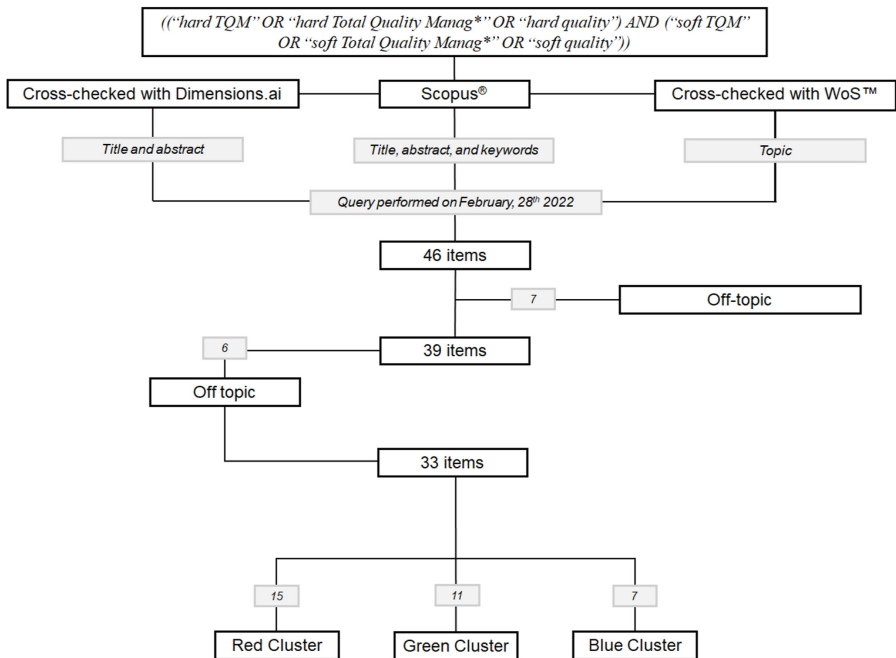 ((“hard TQM” OR “hard Total Quality Manag*” OR “hard quality”) AND (“soft TQM”
OR “soft Total Quality Manag*” OR “soft quality”))
Cross-checked with Dimensions.ai
Scopus®
Cross-checked with WoS™
Title and abstract
Title, abstract, and keywords
Topic
Query performed on February, 28th 2022
46 items
7
Off-topic
6
39 items
Off topic
33 items
15
11
7
Red Cluster
Green Cluster
Blue Cluster